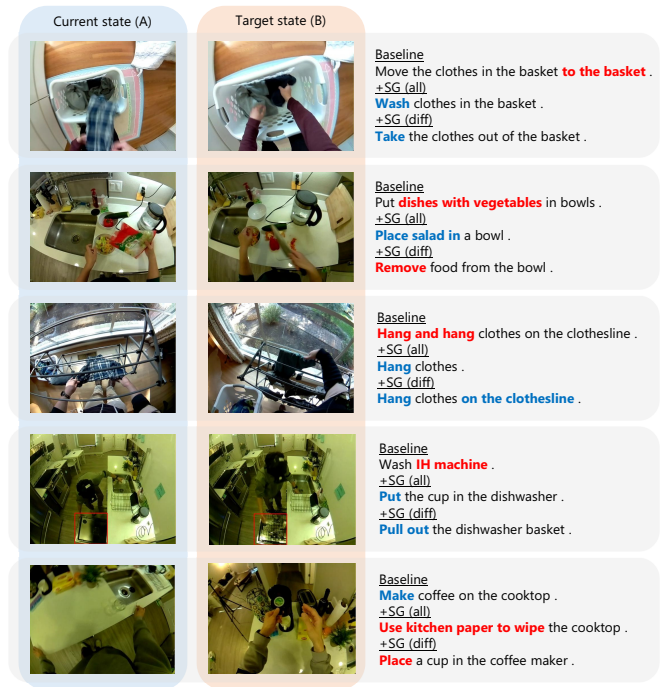 Current state (A)
Target state (B)
Baseline
Move the clothes in the basket to the basket .
+SG (all)
Wash clothes in the basket .
+SG (diff)
Take the clothes out of the basket .
Baseline
Put dishes with vegetables in bowls .
+SG (all)
Place salad in a bowl .
+SG (diff)
Remove food from the bowl .
Baseline
Hang and hang clothes on the clothesline .
+SG (all)
Hang clothes .
+SG (diff)
Hang clothes on the clothesline .
Baseline
Wash IH machine .
+SG (all)
Put the cup in the dishwasher .
+SG (diff)
Pull out the dishwasher basket .
Baseline
Make coffee on the cooktop .
+SG (all)
Use kitchen paper to wipe the cooktop .
+SG (diff)
Place a cup in the coffee maker .